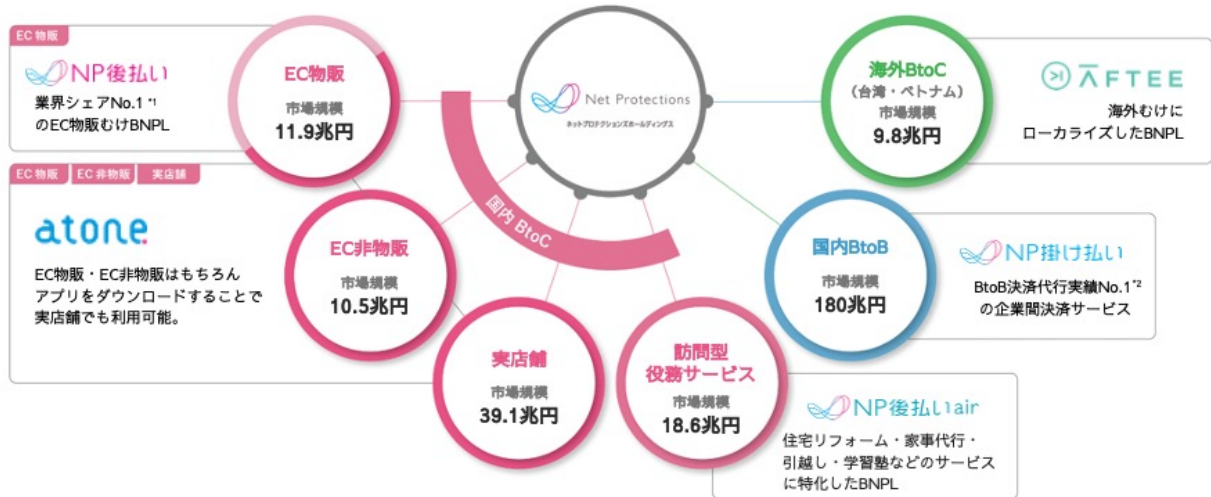 EC 物販
NP後払い
業界シェアNo.1 *1
のEC物販むけBNPL
EC物販
市場規模
11.9兆円
Net Protections
ネットプロテクションズホールディングス
海外BtoC
（台湾・ベトナム）
市場規模
9.8兆円
AFTEE
海外むけに
ローカライズしたBNPL
EC 物販
EC 非物販
実店舗
atone
EC物販・EC非物販はもちろん
アプリをダウンロードすることで
実店舗でも利用可能。
国内 BtoC
EC非物販
市場規模
10.5兆円
国内BtoB
市場規模
180兆円
NP掛け払い
BtoB決済代行実績No.1*2
の企業間決済サービス
実店舗
市場規模
39.1兆円
訪問型
役務サービス
市場規模
18.6兆円
NP後払いair
住宅リフォーム・家事代行・
引越し・学習塾などのサービス
に特化したBNPL